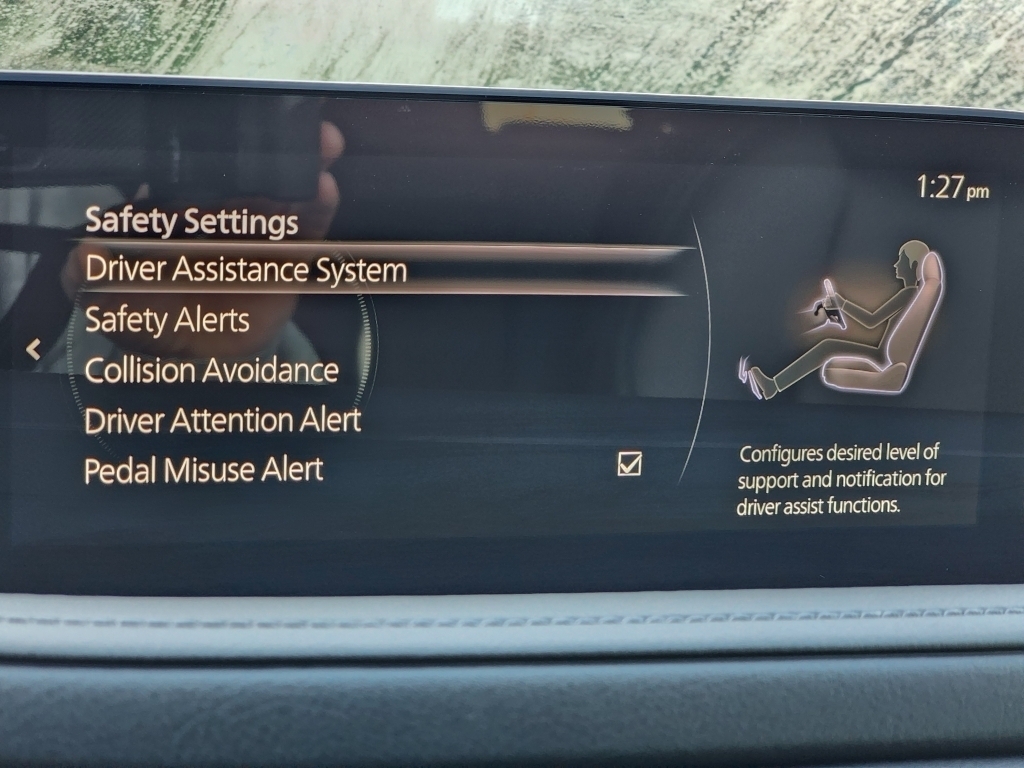 1:27 pm
Safety Settings
Driver Assistance System
Safety Alerts
Collision Avoidance
Driver Attention Alert
Pedal Misuse Alert
Configures desired level of
support and notification for
driver assist functions.